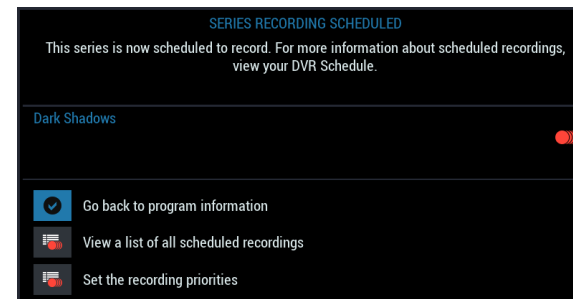 SERIES RECORDING SCHEDULED
This series is now scheduled to record. For more information about scheduled recordings,
view your DVR Schedule.
Dark Shadows
Go back to program information
View a list of all scheduled recordings
Set the recording priorities